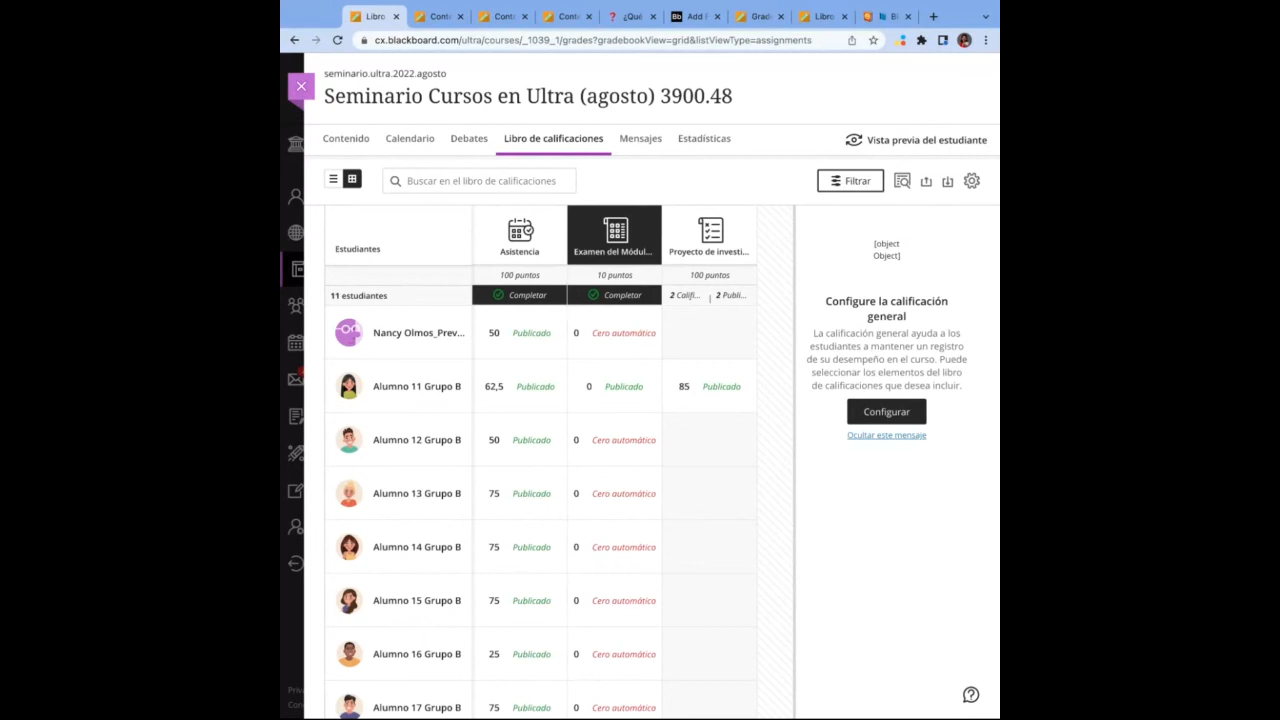 Libro
Conte
Conte
Conte
¿Qué
Bb Add F
Grad
Libro
Bl
cx.blackboard.com/ultra/courses/_1039_1/grades?gradebookView=grid&listViewType=assignments
seminario.ultra.2022.agosto
Seminario Cursos en Ultra (agosto) 3900.48
Contenido Calendario Debates Libro de calificaciones Mensajes Estadísticas Vista previa del estudiante
Buscar en el libro de calificaciones Filtrar
Estudiantes Asistencia Examen del Módul... Proyecto de investi...
100 puntos 10 puntos 100 puntos
11 estudiantes Completar Completar 2 Califi... | 2 Publi...
Nancy Olmos_Prev... 50 Publicado 0 Cero automático
Alumno 11 Grupo B 62,5 Publicado 0 Publicado 85 Publicado
Alumno 12 Grupo B 50 Publicado 0 Cero automático
Alumno 13 Grupo B 75 Publicado 0 Cero automático
Alumno 14 Grupo B 75 Publicado 0 Cero automático
Alumno 15 Grupo B 75 Publicado 0 Cero automático
Alumno 16 Grupo B 25 Publicado 0 Cero automático
Alumno 17 Grupo B 75 Publicado 0 Cero automático
[object
Object]
Configure la calificación
general
La calificación general ayuda a los
estudiantes a mantener un registro
de su desempeño en el curso. Puede
seleccionar los elementos del libro
de calificaciones que desea incluir.
Configurar
Ocultar este mensaje
Priv
Con